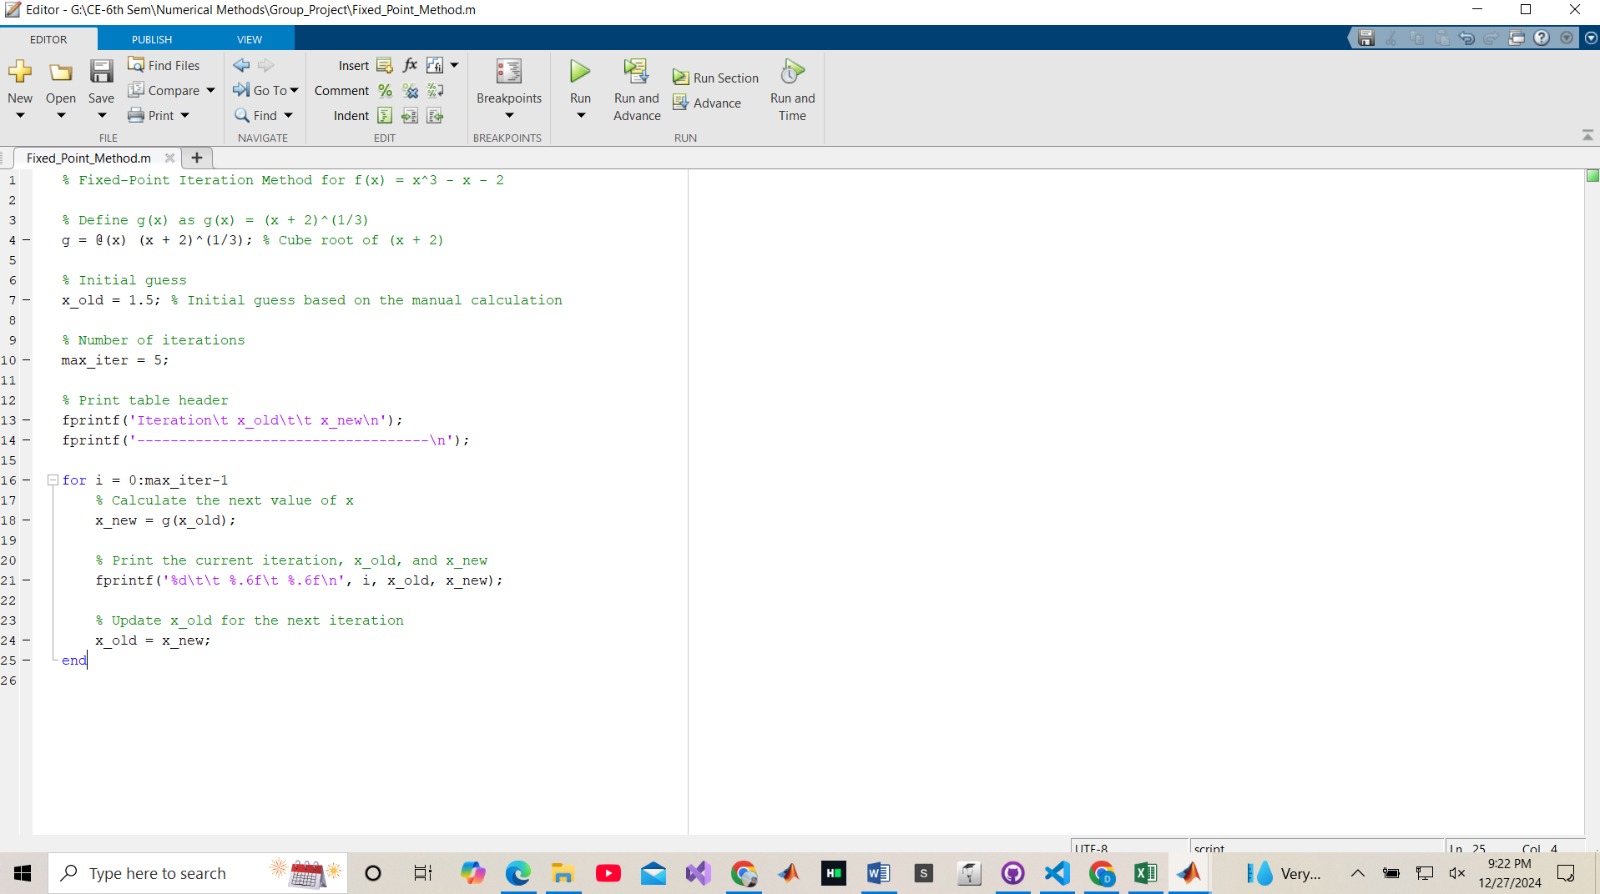 Editor - G:\CE-6th Sem\Numerical Methods\Group_Project\Fixed_Point_Method.m
EDITOR PUBLISH VIEW
New Open Save
Find Files
Compare
Print
FILE
Go To
Find
NAVIGATE
Insert fx
Comment
Indent
EDIT
Breakpoints
BREAKPOINTS
Run
Run and Advance
Run Section
Advance
Run and Time
RUN
Fixed_Point_Method.m
1 % Fixed-Point Iteration Method for f(x) = x^3 - x - 2
2
3 % Define g(x) as g(x) = (x + 2)^(1/3)
4 g = @(x) (x + 2)^(1/3); % Cube root of (x + 2)
5
6 % Initial guess
7 x_old = 1.5; % Initial guess based on the manual calculation
8
9 % Number of iterations
10 max_iter = 5;
11
12 % Print table header
13 fprintf('Iteration\t x_old\t\t x_new\n');
14 fprintf('-----------------------------------\n');
15
16 for i = 0:max_iter-1
17 % Calculate the next value of x
18 x_new = g(x_old);
19
20 % Print the current iteration, x_old, and x_new
21 fprintf('%d\t\t %.6f\t %.6f\n', i, x_old, x_new);
22
23 % Update x_old for the next iteration
24 x_old = x_new;
25 end
26
UTF-8 script Ln 25 Col 4
Type here to search
Very...
9:22 PM
12/27/2024